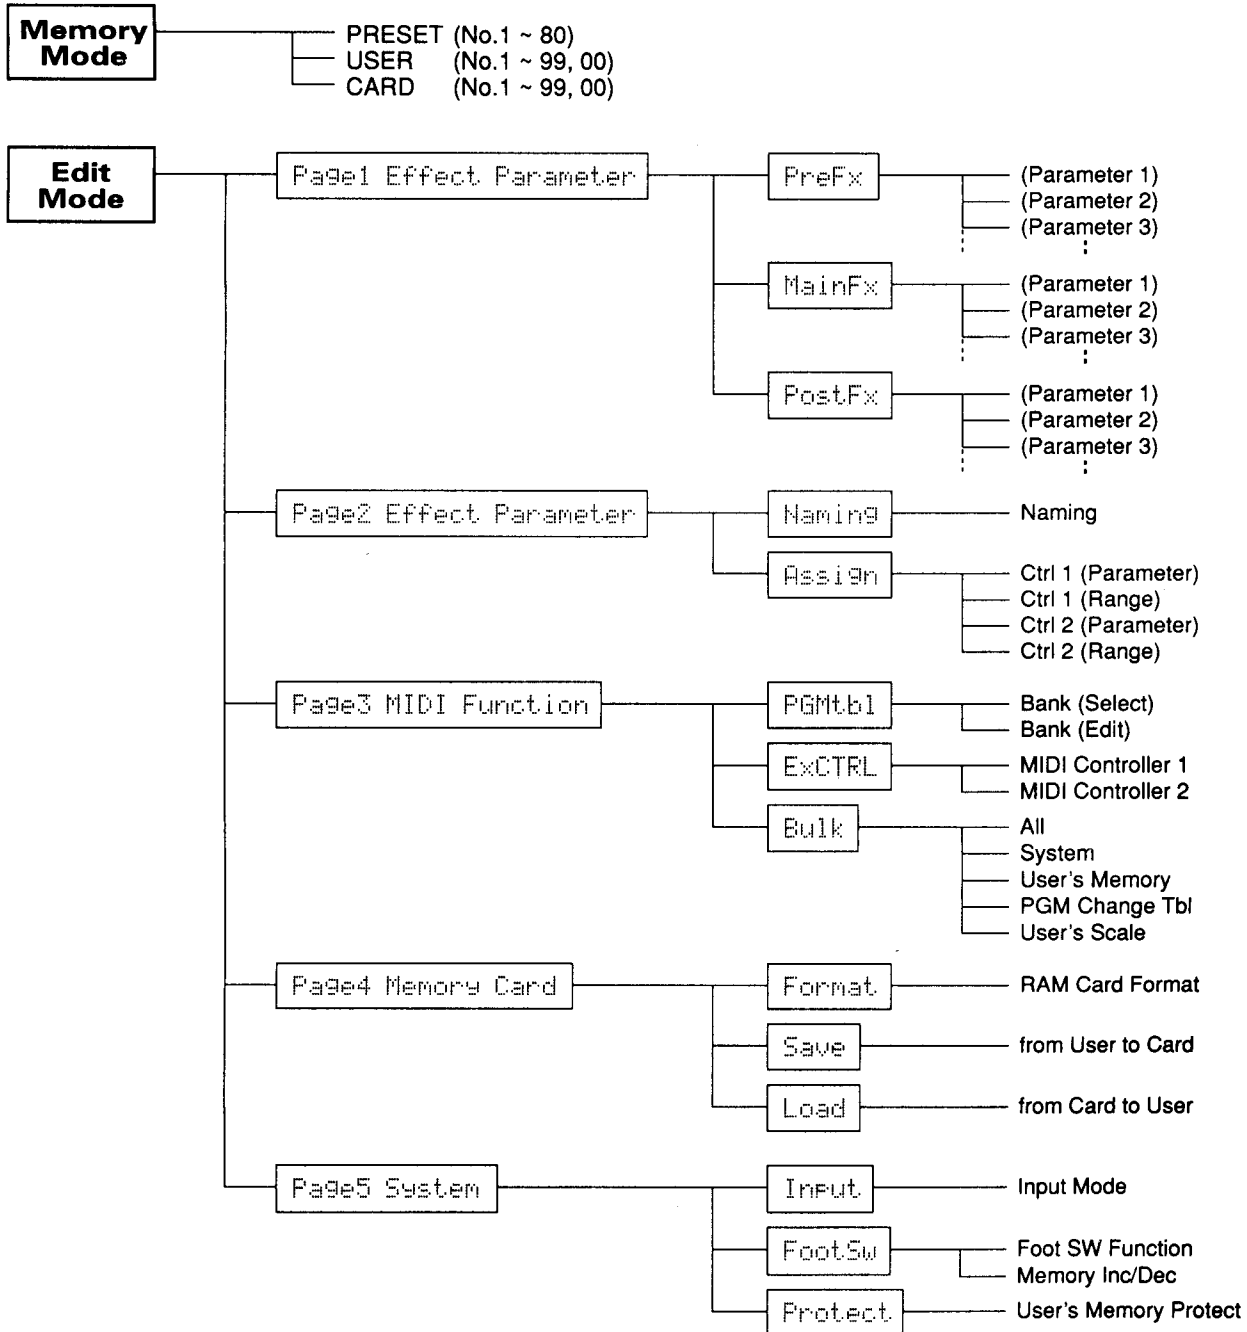 Memory
Mode
PRESET (No.1 ~ 80)
USER (No.1 ~ 99, 00)
CARD (No.1 ~ 99, 00)
Edit
Mode
Page1 Effect Parameter
PreFx
(Parameter 1)
(Parameter 2)
(Parameter 3)
MainFx
(Parameter 1)
(Parameter 2)
(Parameter 3)
PostFx
(Parameter 1)
(Parameter 2)
(Parameter 3)
Page2 Effect Parameter
Naming
Naming
Assign
Ctrl 1 (Parameter)
Ctrl 1 (Range)
Ctrl 2 (Parameter)
Ctrl 2 (Range)
Page3 MIDI Function
PGMtbl
Bank (Select)
Bank (Edit)
ExCTRL
MIDI Controller 1
MIDI Controller 2
Bulk
All
System
User's Memory
PGM Change Tbl
User's Scale
Page4 Memory Card
Format
RAM Card Format
Save
from User to Card
Load
from Card to User
Page5 System
Input
Input Mode
FootSw
Foot SW Function
Memory Inc/Dec
Protect
User's Memory Protect